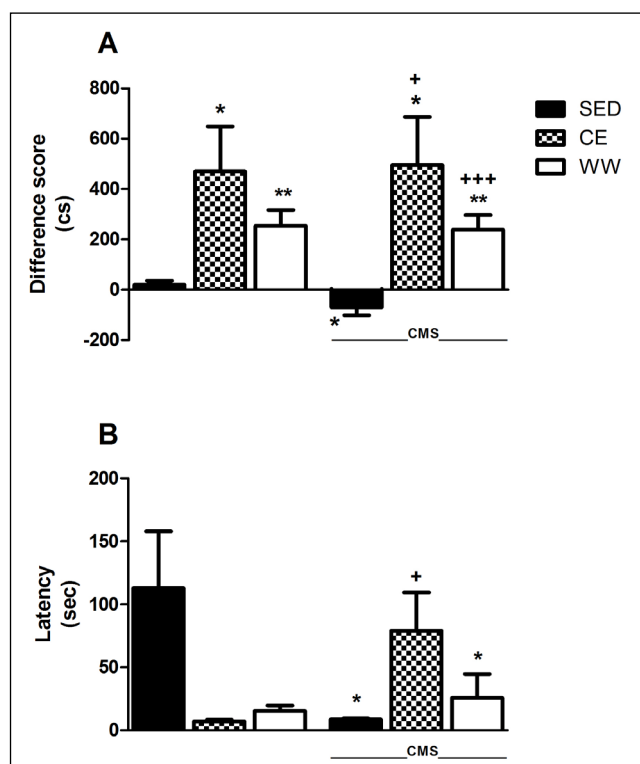 A
800
600
400
200
0
-200
Difference score
(cs)
*
**
*
+
*
+++
**
CMS
SED
CE
WW
B
200
150
100
50
0
Latency
(sec)
*
+
*
CMS